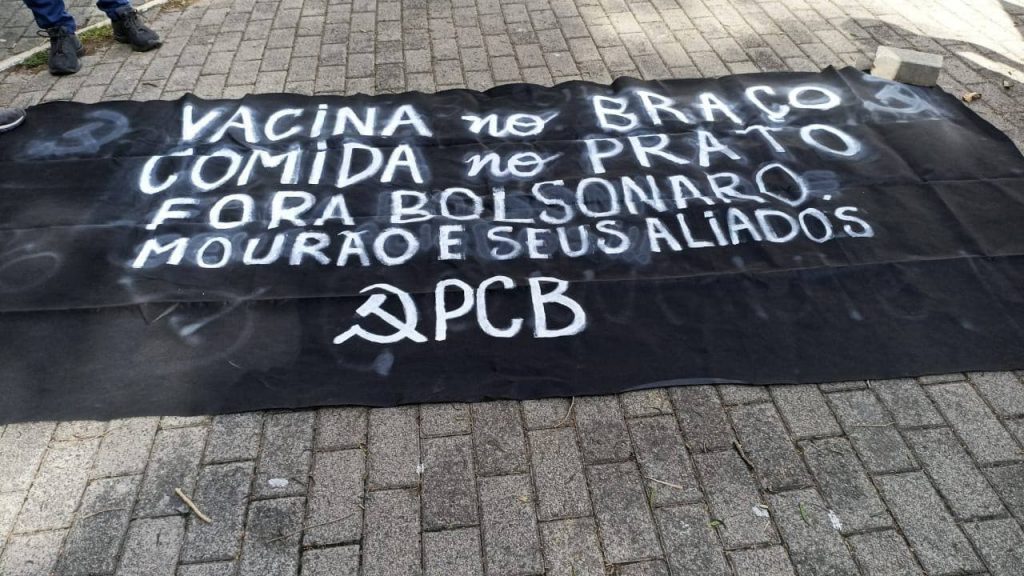 VACINA no BRAÇO
COMIDA no PRATO
FORA BOLSONARO,
MOURÃO E SEUS ALIADOS
PCB